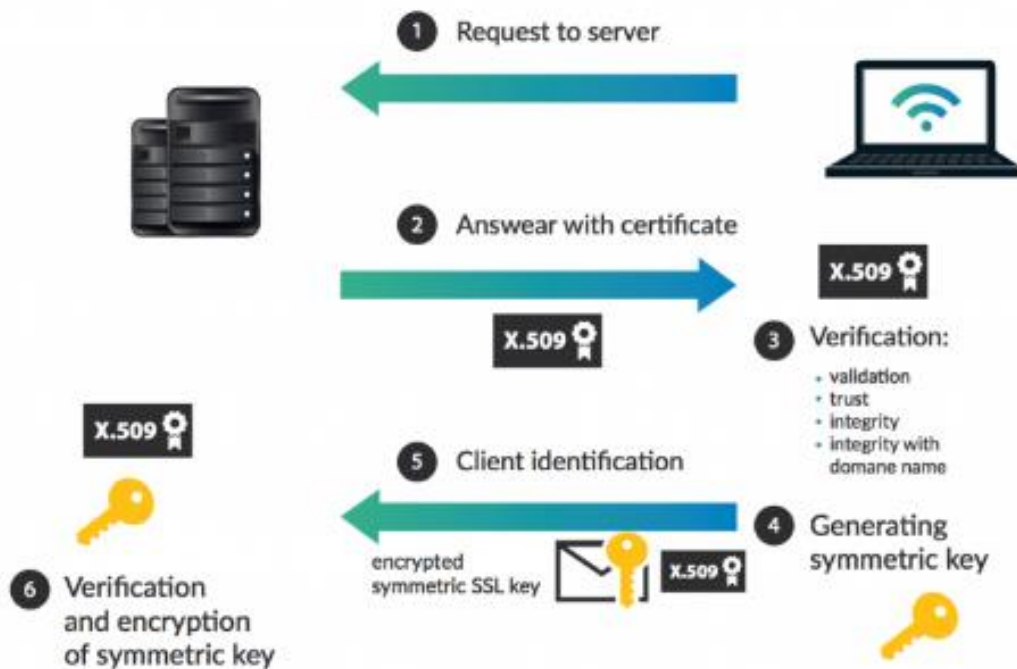 1 Request to server
2 Answear with certificate
X.509
X.509
3 Verification:
• validation
• trust
• integrity
• integrity with
domane name
X.509
5 Client identification
4 Generating
symmetric key
encrypted
symmetric SSL key
X.509
6 Verification
and encryption
of symmetric key